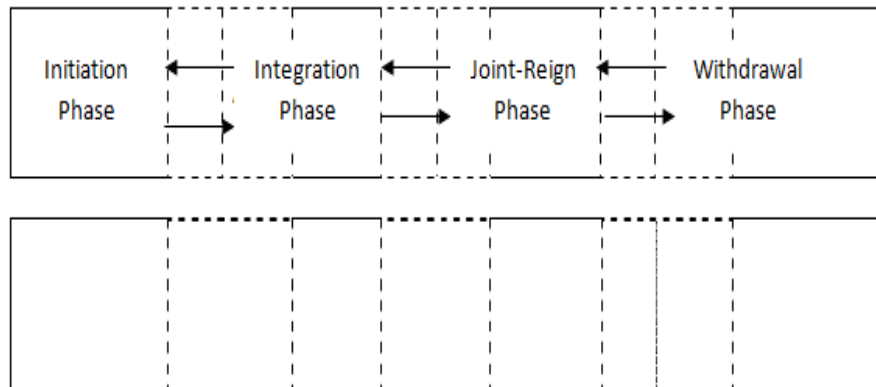 Initiation
Phase
Integration
Phase
Joint-Reign
Phase
Withdrawal
Phase